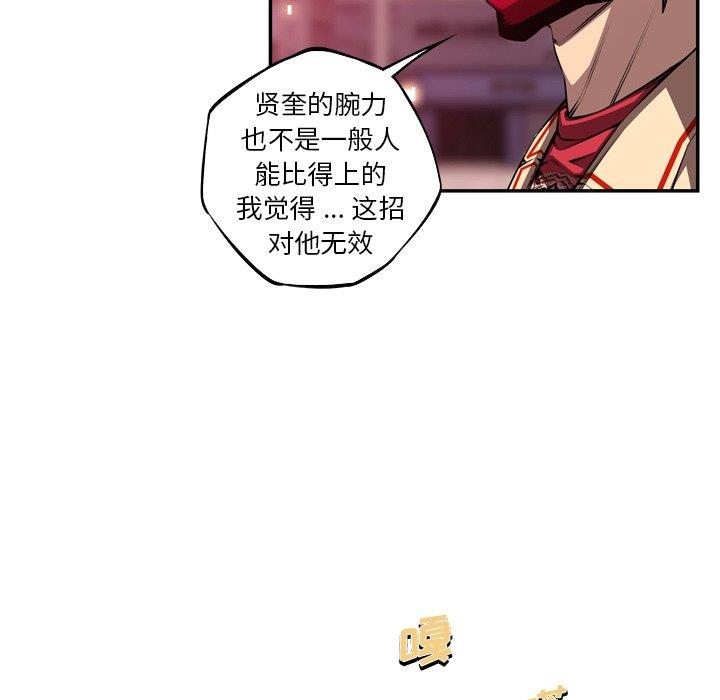 贤奎的腕力
也不是一般人
能比得上的
我觉得 ... 这招
对他无效
嘎